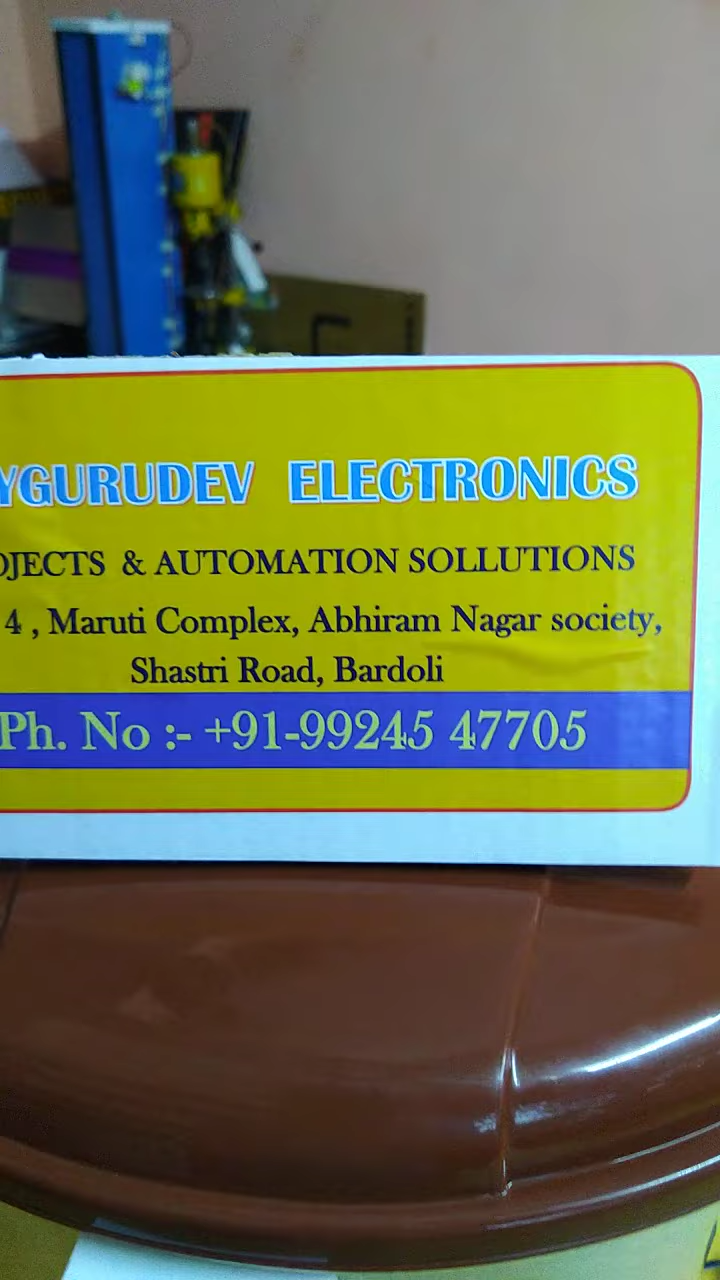 YGURUDEV ELECTRONICS
OJECTS & AUTOMATION SOLLUTIONS
4 , Maruti Complex, Abhiram Nagar society,
Shastri Road, Bardoli
Ph. No :- +91-99245 47705